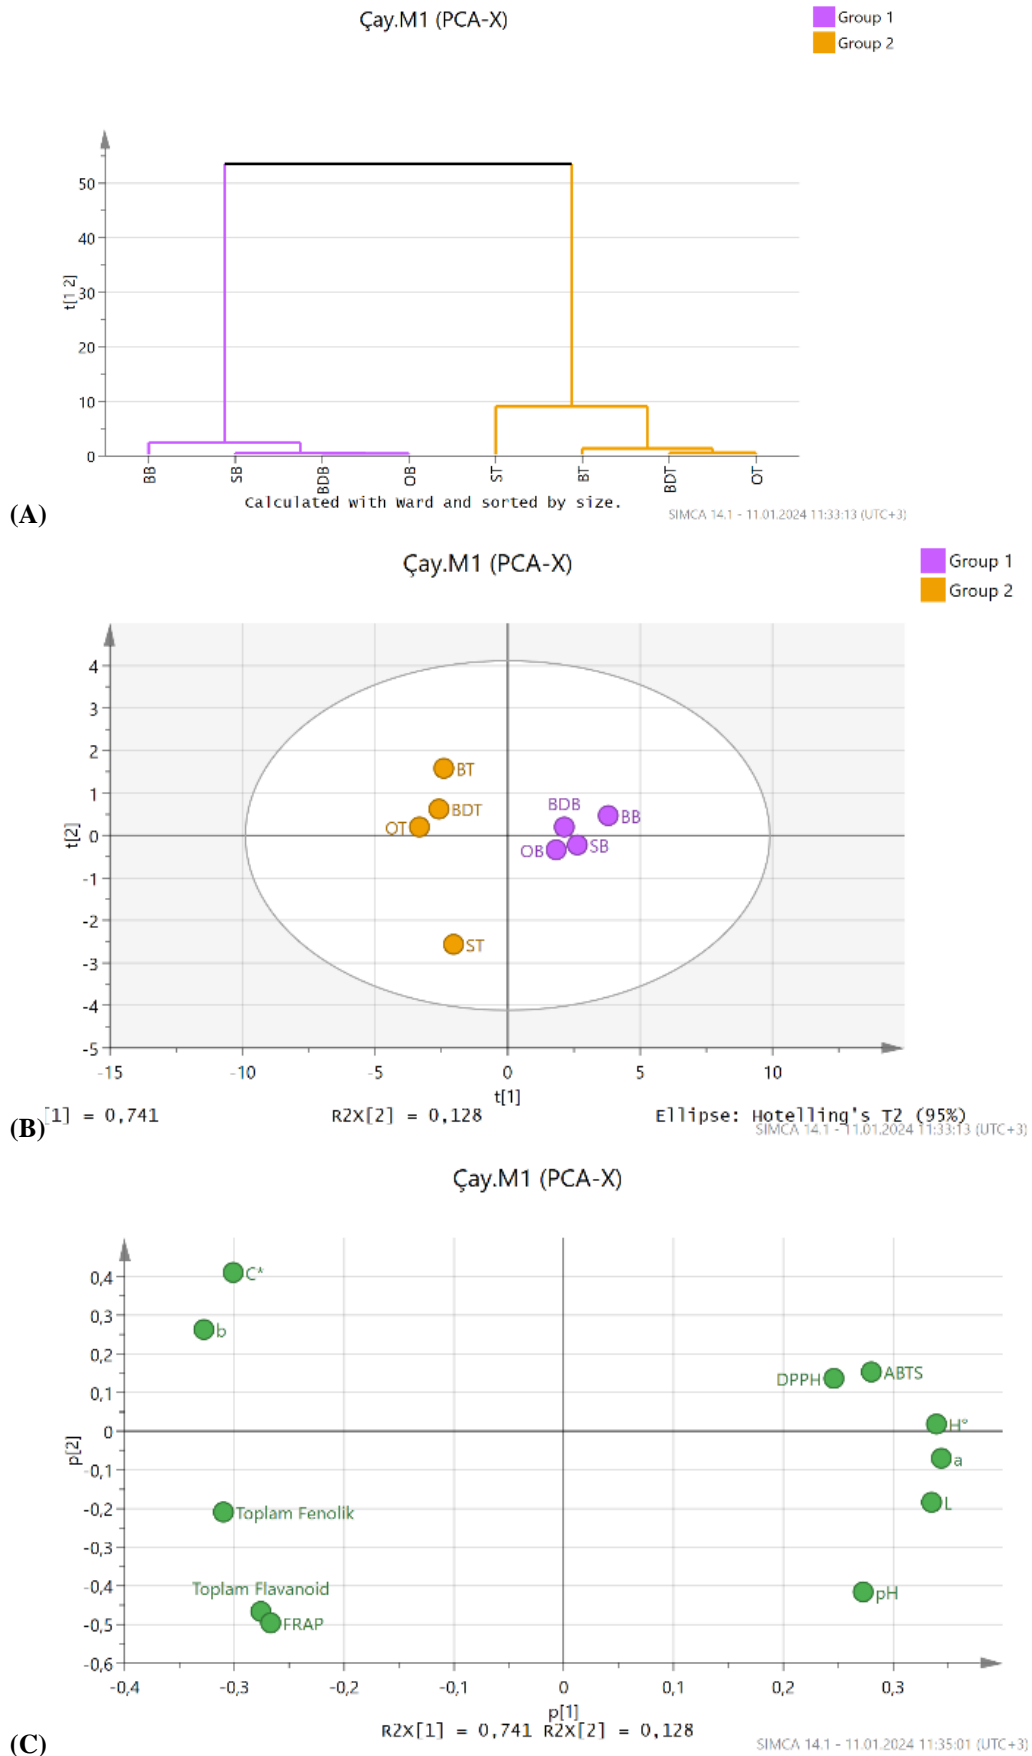 Çay.M1 (PCA-X)
Group 1
Group 2
t[1 2]
50
40
30
20
10
0
BB
SB
BDB
OB
ST
BT
BDT
OT
Calculated with Ward and sorted by size.
(A)
SIMCA 14.1 - 11.01.2024 11:33:13 (UTC+3)
Çay.M1 (PCA-X)
Group 1
Group 2
t[2]
4
3
2
1
0
-1
-2
-3
-4
-5
BT
BDT
OT
ST
BDB
BB
OB
SB
-15
-10
-5
0
5
10
t[1]
(B)
[1] = 0,741
R2X[2] = 0,128
Ellipse: Hotelling's T2 (95%)
SIMCA 14.1 - 11.01.2024 11:33:13 (UTC+3)
Çay.M1 (PCA-X)
p[2]
0,4
0,3
0,2
0,1
0
-0,1
-0,2
-0,3
-0,4
-0,5
-0,6
C*
b
DPPH
ABTS
H°
a
L
Toplam Fenolik
Toplam Flavanoid
FRAP
pH
-0,4
-0,3
-0,2
-0,1
0
0,1
0,2
0,3
p[1]
R2X[1] = 0,741 R2X[2] = 0,128
(C)
SIMCA 14.1 - 11.01.2024 11:35:01 (UTC+3)